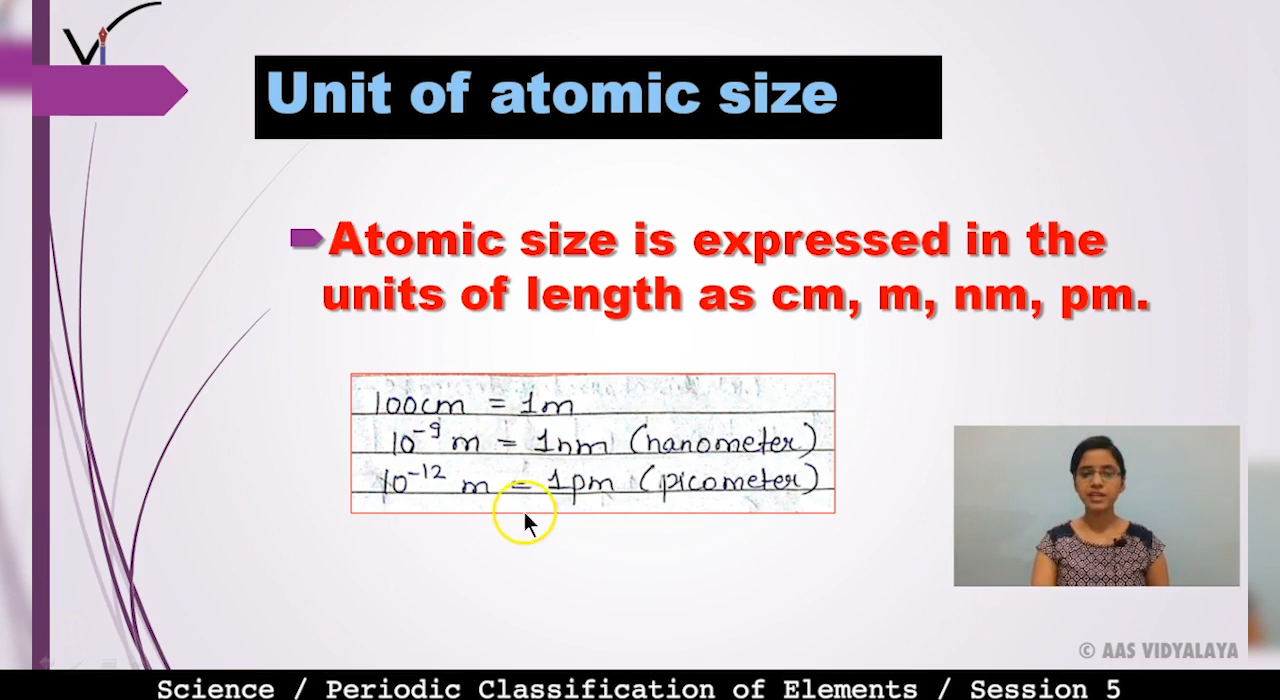 Unit of atomic size
Atomic size is expressed in the
units of length as cm, m, nm, pm.
100cm = 1m
10⁻⁹ m = 1nm (nanometer)
10⁻¹² m = 1pm (picometer)
© AAS VIDYALAYA
Science / Periodic Classification of Elements / Session 5